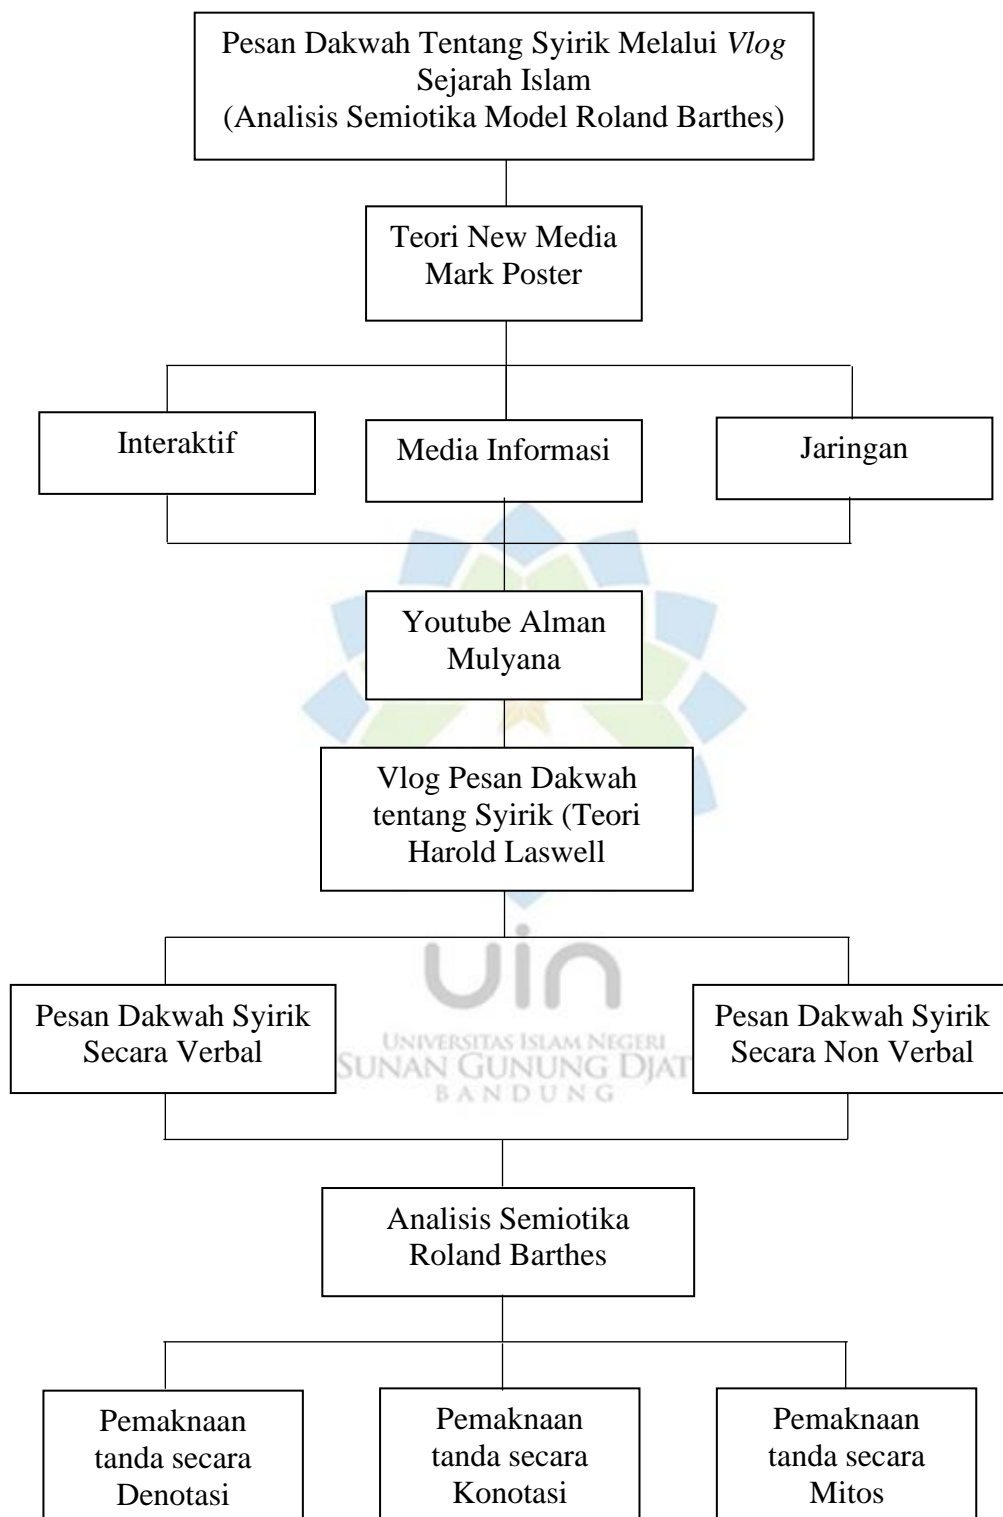 Pesan Dakwah Tentang Syirik Melalui Vlog
Sejarah Islam
(Analisis Semiotika Model Roland Barthes)
Teori New Media
Mark Poster
Interaktif
Media Informasi
Jaringan
Youtube Alman
Mulyana
Vlog Pesan Dakwah
tentang Syirik (Teori
Harold Laswell
uin
Pesan Dakwah Syirik
Secara Verbal
Pesan Dakwah Syirik
Secara Non Verbal
UNIVERSITAS ISLAM NEGERI
SUNAN GUNUNG DJAT
BANDUNG
Analisis Semiotika
Roland Barthes
Pemaknaan
tanda secara
Denotasi
Pemaknaan
tanda secara
Konotasi
Pemaknaan
tanda secara
Mitos